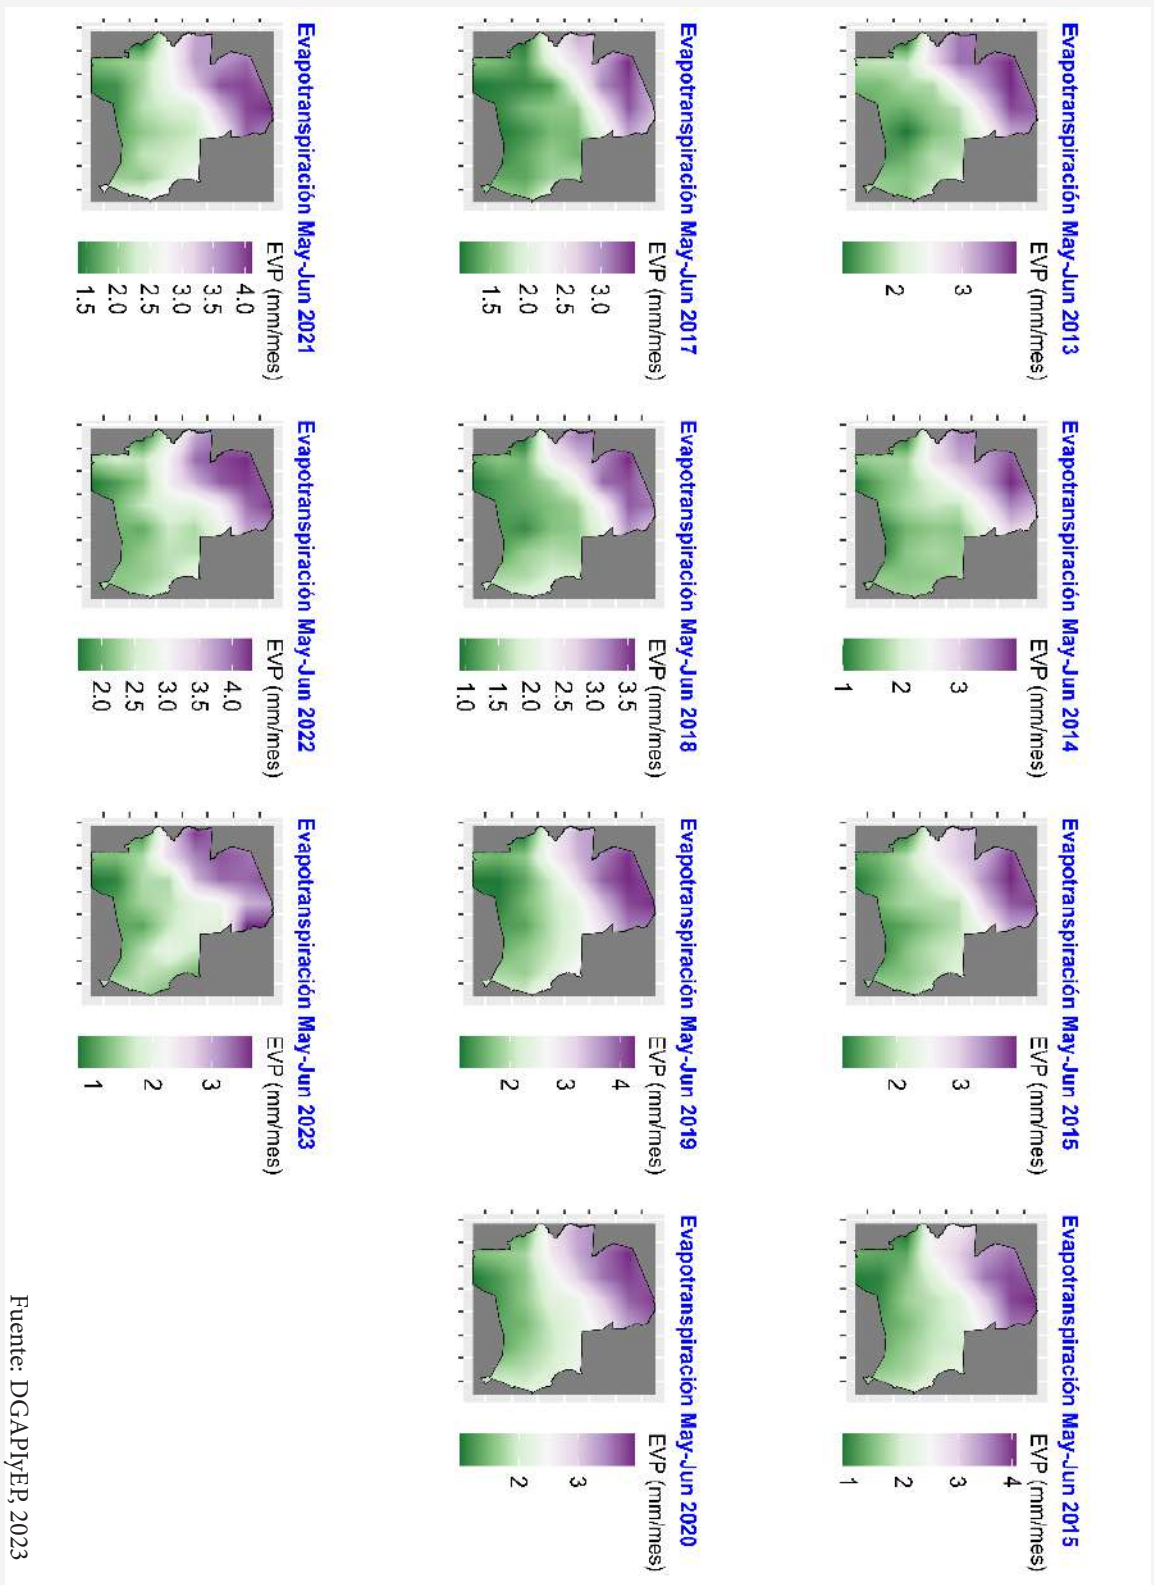 Evapotranspiración May-Jun 2013
EVP (mm/mes)
3
2
Evapotranspiración May-Jun 2014
EVP (mm/mes)
3
2
1
Evapotranspiración May-Jun 2015
EVP (mm/mes)
3
2
Evapotranspiración May-Jun 2015
EVP (mm/mes)
4
3
2
1
Evapotranspiración May-Jun 2017
EVP (mm/mes)
3.0
2.5
2.0
1.5
Evapotranspiración May-Jun 2018
EVP (mm/mes)
3.5
3.0
2.5
2.0
1.5
1.0
Evapotranspiración May-Jun 2019
EVP (mm/mes)
4
3
2
Evapotranspiración May-Jun 2020
EVP (mm/mes)
3
2
Evapotranspiración May-Jun 2021
EVP (mm/mes)
4.0
3.5
3.0
2.5
2.0
1.5
Evapotranspiración May-Jun 2022
EVP (mm/mes)
4.0
3.5
3.0
2.5
2.0
Evapotranspiración May-Jun 2023
EVP (mm/mes)
3
2
1
Fuente: DGAPIyEP, 2023